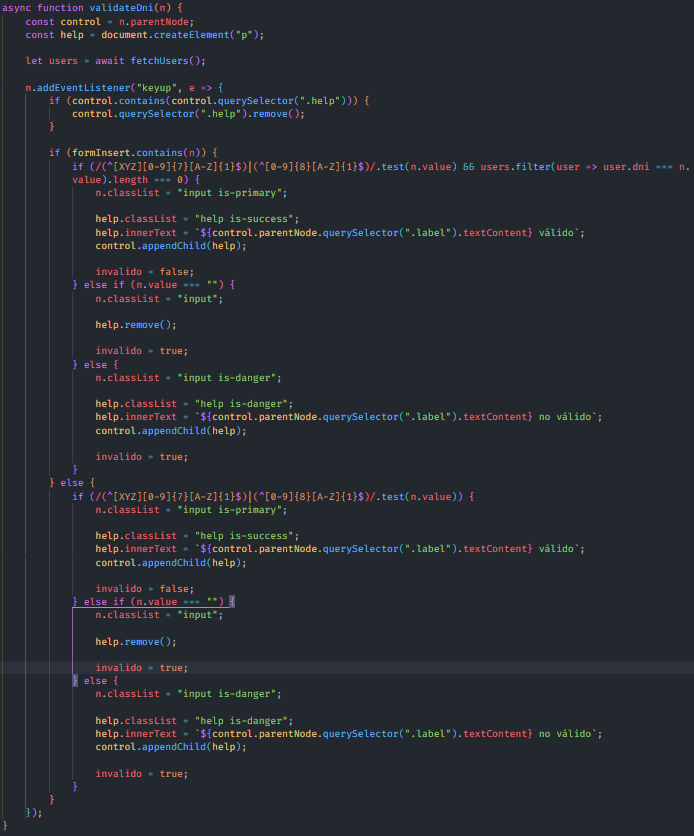 async function validateDni(n) {
const control = n.parentNode;
const help = document.createElement("p");
let users = await fetchUsers();
n.addEventListener("keyup", e => {
if (control.contains(control.querySelector(".help"))) {
control.querySelector(".help").remove();
}
if (formInsert.contains(n)) {
if (/(^[XYZ][0-9]{7}[A-Z]{1}$)|(^[0-9]{8}[A-Z]{1}$)/.test(n.value) && users.filter(user => user.dni === n.
value).length === 0) {
n.classList = "input is-primary";
help.classList = "help is-success";
help.innerText = `${control.parentNode.querySelector(".label").textContent} válido`;
control.appendChild(help);
invalido = false;
} else if (n.value === "") {
n.classList = "input";
help.remove();
invalido = true;
} else {
n.classList = "input is-danger";
help.classList = "help is-danger";
help.innerText = `${control.parentNode.querySelector(".label").textContent} no válido`;
control.appendChild(help);
invalido = true;
}
} else {
if (/(^[XYZ][0-9]{7}[A-Z]{1}$)|(^[0-9]{8}[A-Z]{1}$)/.test(n.value)) {
n.classList = "input is-primary";
help.classList = "help is-success";
help.innerText = `${control.parentNode.querySelector(".label").textContent} válido`;
control.appendChild(help);
invalido = false;
} else if (n.value === "") {
n.classList = "input";
help.remove();
invalido = true;
} else {
n.classList = "input is-danger";
help.classList = "help is-danger";
help.innerText = `${control.parentNode.querySelector(".label").textContent} no válido`;
control.appendChild(help);
invalido = true;
}
}
});
}